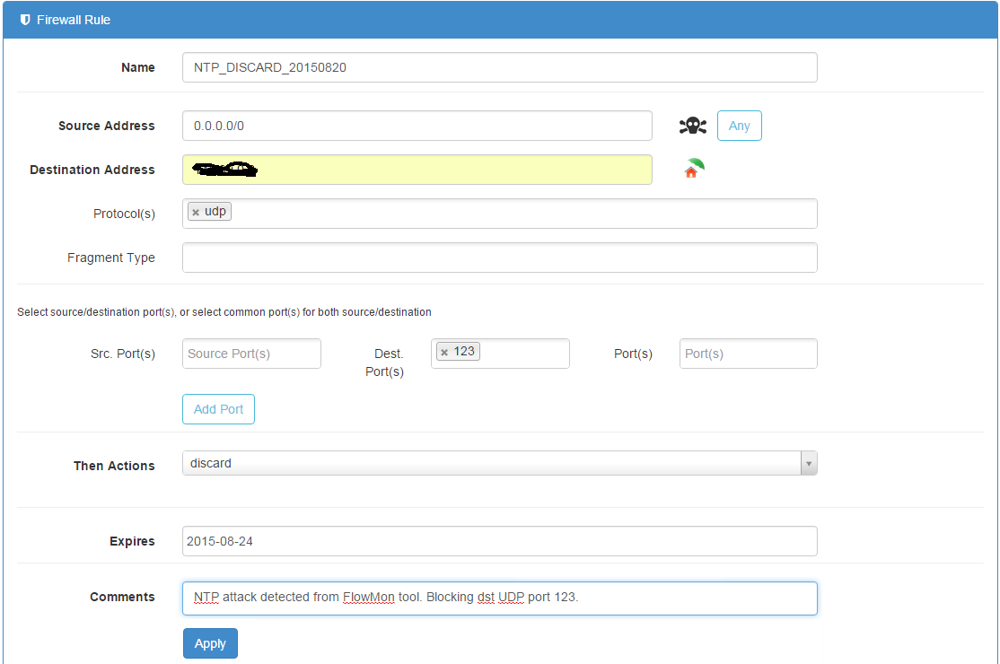 Firewall Rule
Name NTP_DISCARD_20150820
Source Address 0.0.0.0/0 Any
Destination Address
Protocol(s) × udp
Fragment Type
Select source/destination port(s), or select common port(s) for both source/destination
Src. Port(s) Source Port(s) Dest. Port(s) × 123 Port(s) Port(s)
Add Port
Then Actions discard
Expires 2015-08-24
Comments NTP attack detected from FlowMon tool. Blocking dst UDP port 123.
Apply